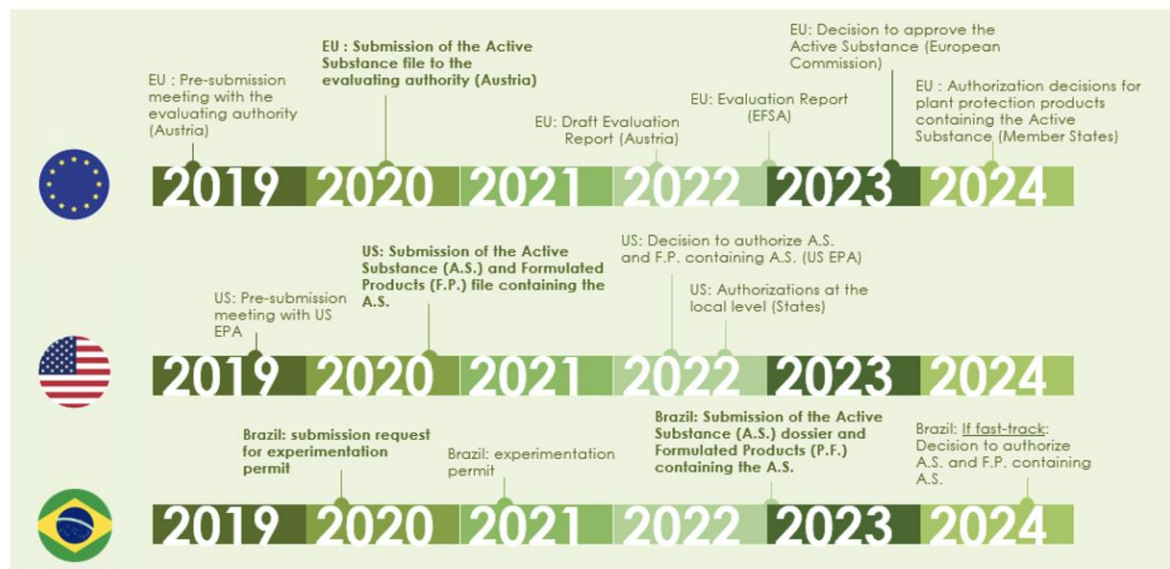 EU : Pre-submission
meeting with the
evaluating authority
(Austria)
EU : Submission of the Active
Substance file to the
evaluating authority (Austria)
EU: Draft Evaluation
Report (Austria)
EU: Evaluation Report
(EFSA)
EU: Decision to approve the
Active Substance (European
Commission)
EU : Authorization decisions for
plant protection products
containing the Active
Substance (Member States)
2019 2020 2021 2022 2023 2024
US: Pre-submission
meeting with US
EPA
US: Submission of the Active
Substance (A.S.) and Formulated
Products (F.P.) file containing the
A.S.
US: Decision to authorize A.S.
and F.P. containing A.S. (US EPA)
US: Authorizations at the
local level (States)
2019 2020 2021 2022 2023 2024
Brazil: submission request
for experimentation
permit
Brazil: experimentation
permit
Brazil: Submission of the Active
Substance (A.S.) dossier and
Formulated Products (P.F.)
containing the A.S.
Brazil: If fast-track:
Decision to authorize
A.S. and F.P. containing
A.S.
2019 2020 2021 2022 2023 2024